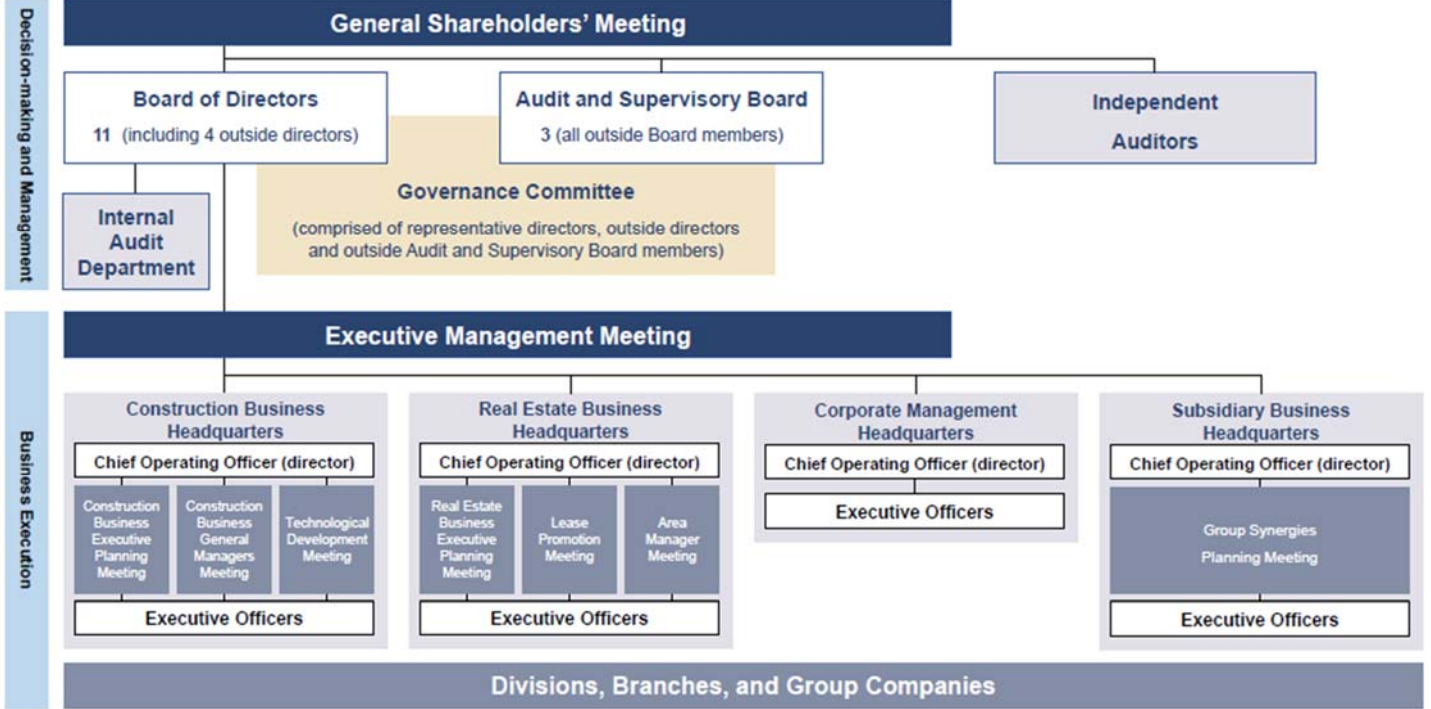 Decision-making and Management
General Shareholders’ Meeting
Board of Directors
11 (including 4 outside directors)
Audit and Supervisory Board
3 (all outside Board members)
Independent
Auditors
Governance Committee
(comprised of representative directors, outside directors
and outside Audit and Supervisory Board members)
Internal
Audit
Department
Business Execution
Executive Management Meeting
Construction Business
Headquarters
Chief Operating Officer (director)
Construction
Business
Executive
Planning
Meeting
Construction
Business
General
Managers
Meeting
Technological
Development
Meeting
Executive Officers
Real Estate Business
Headquarters
Chief Operating Officer (director)
Real Estate
Business
Executive
Planning
Meeting
Lease
Promotion
Meeting
Area
Manager
Meeting
Executive Officers
Corporate Management
Headquarters
Chief Operating Officer (director)
Executive Officers
Subsidiary Business
Headquarters
Chief Operating Officer (director)
Group Synergies
Planning Meeting
Executive Officers
Divisions, Branches, and Group Companies